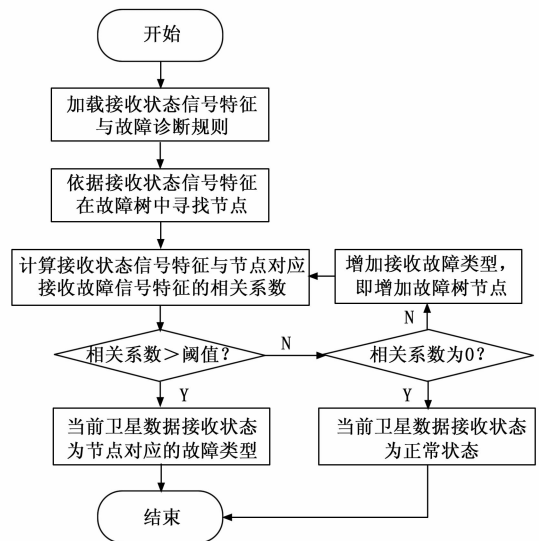 开始
加载接收状态信号特征
与故障诊断规则
依据接收状态信号特征
在故障树中寻找节点
计算接收状态信号特征与节点对应
接收故障信号特征的相关系数
增加接收故障类型，
即增加故障树节点
N
相关系数＞阈值?
N
相关系数为0?
Y
Y
当前卫星数据接收状态
为节点对应的故障类型
当前卫星数据接收状态
为正常状态
结束